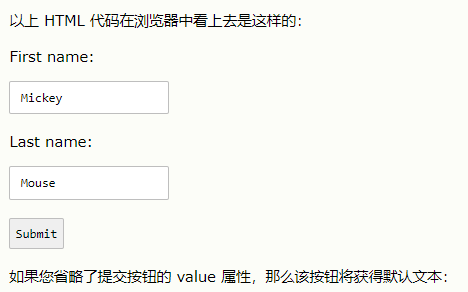 以上 HTML 代码在浏览器中看上去是这样的：
First name:
Mickey
Last name:
Mouse
Submit
如果您省略了提交按钮的 value 属性，那么该按钮将获得默认文本：